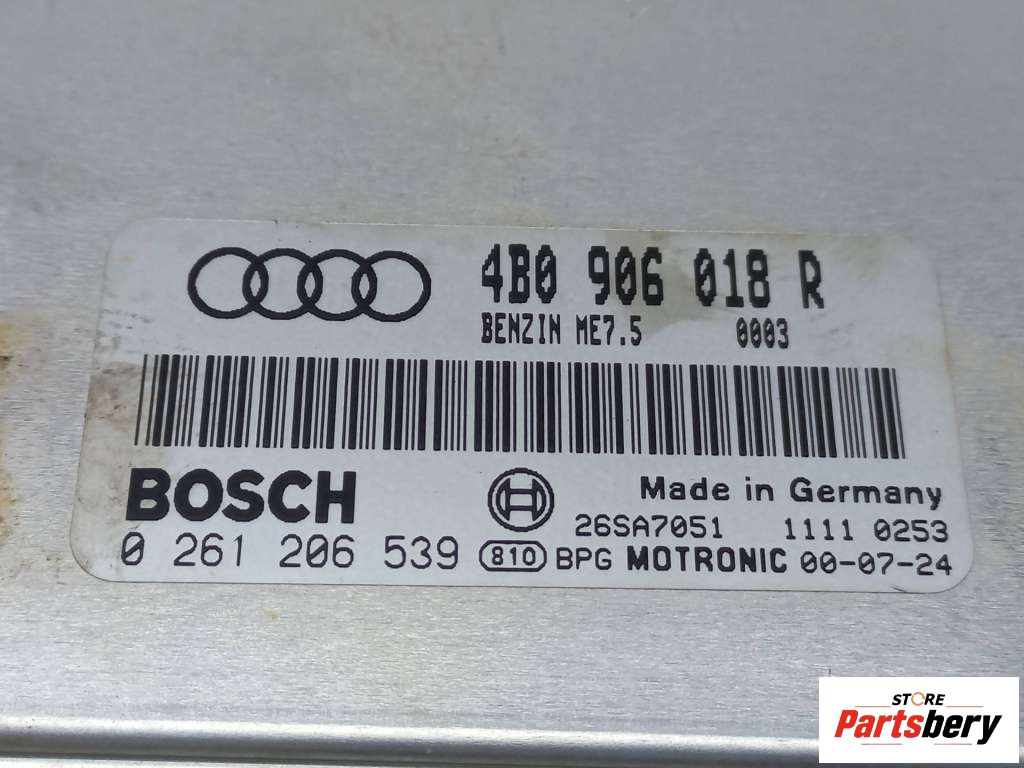 4B0 906 018 R
BENZIN ME7.5 0003
BOSCH
Made in Germany
26SA7051 1111 0253
0 261 206 539 810 BPG MOTRONIC 00-07-24
STORE
Partsbery